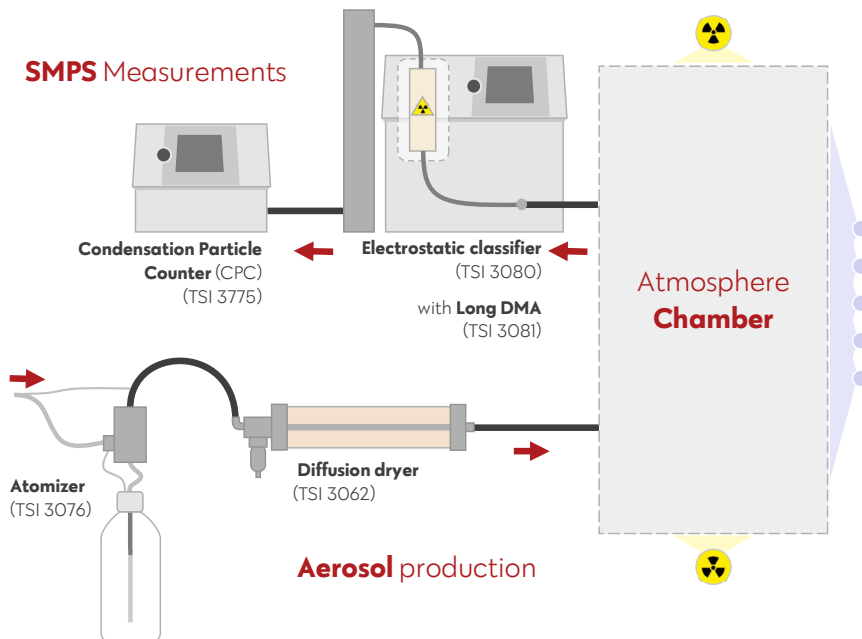 SMPS Measurements
Condensation Particle
Counter (CPC)
(TSI 3775)
Electrostatic classifier
(TSI 3080)
with Long DMA
(TSI 3081)
Atmosphere
Chamber
Atomizer
(TSI 3076)
Diffusion dryer
(TSI 3062)
Aerosol production